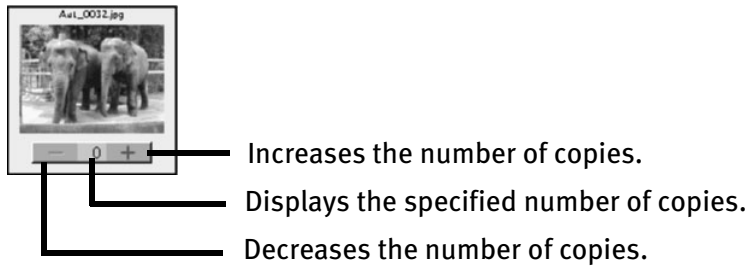 Aut_0032.jpg
− 0 +
Increases the number of copies.
Displays the specified number of copies.
Decreases the number of copies.